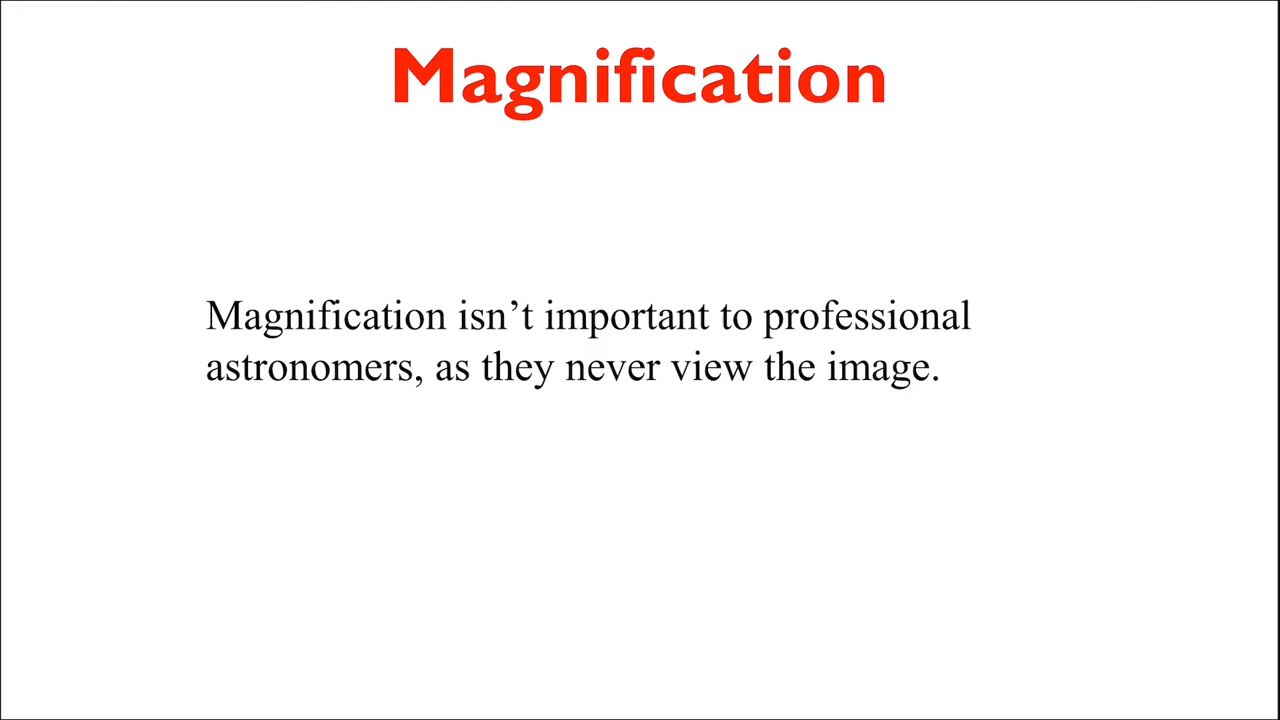 Magnification
Magnification isn’t important to professional
astronomers, as they never view the image.